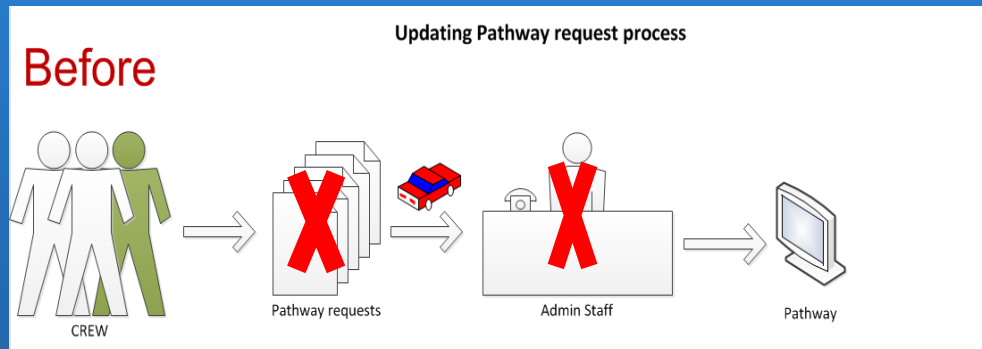 Updating Pathway request process
Before
CREW
Pathway requests
Admin Staff
Pathway